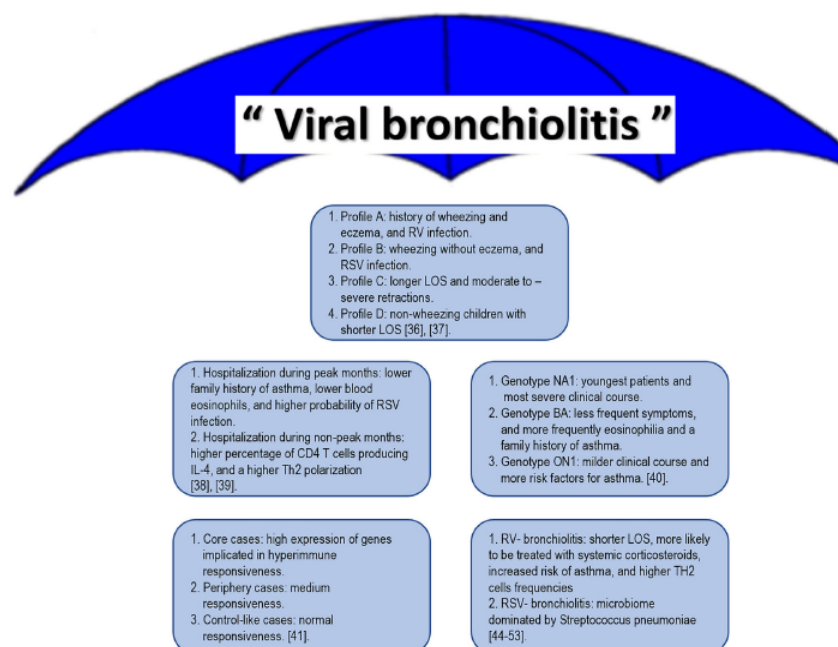 “ Viral bronchiolitis ”
1. Profile A: history of wheezing and
eczema, and RV infection.
2. Profile B: wheezing without eczema, and
RSV infection.
3. Profile C: longer LOS and moderate to –
severe retractions.
4. Profile D: non-wheezing children with
shorter LOS [36], [37].
1. Hospitalization during peak months: lower
family history of asthma, lower blood
eosinophils, and higher probability of RSV
infection.
2. Hospitalization during non-peak months:
higher percentage of CD4 T cells producing
IL-4, and a higher Th2 polarization
[38], [39].
1. Genotype NA1: youngest patients and
most severe clinical course.
2. Genotype BA: less frequent symptoms,
and more frequently eosinophilia and a
family history of asthma.
3. Genotype ON1: milder clinical course and
more risk factors for asthma. [40].
1. Core cases: high expression of genes
implicated in hyperimmune
responsiveness.
2. Periphery cases: medium
responsiveness.
3. Control-like cases: normal
responsiveness. [41].
1. RV- bronchiolitis: shorter LOS, more likely
to be treated with systemic corticosteroids,
increased risk of asthma, and higher TH2
cells frequencies
2. RSV- bronchiolitis: microbiome
dominated by Streptococcus pneumoniae
[44-53].